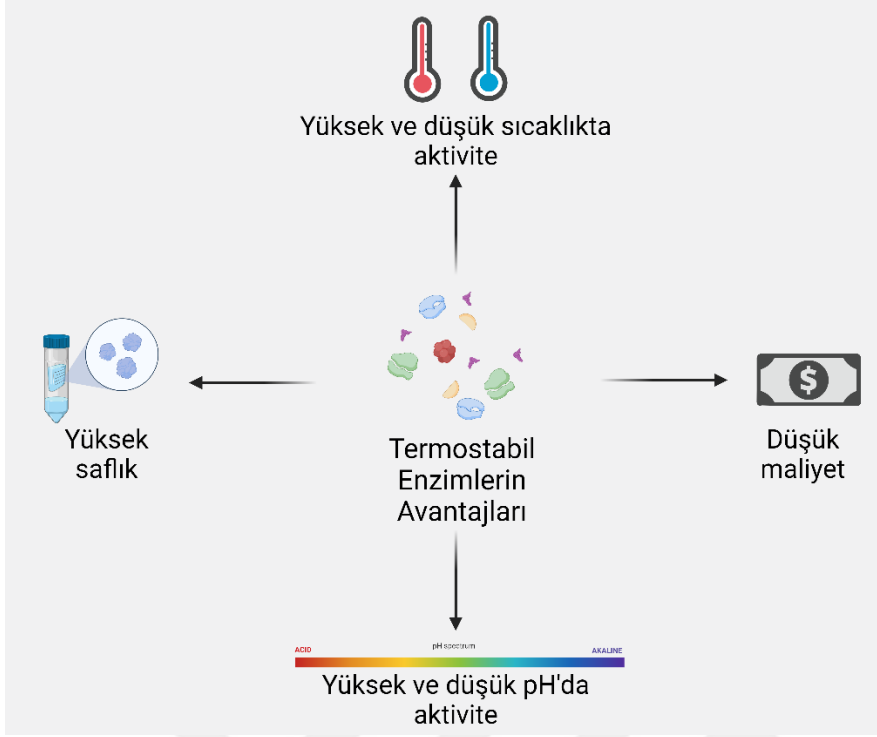 Yüksek ve düşük sıcaklıkta
aktivite
Yüksek
saflık
Termostabil
Enzimlerin
Avantajları
Düşük
maliyet
ACID
pH spectrum
AKALINE
Yüksek ve düşük pH'da
aktivite